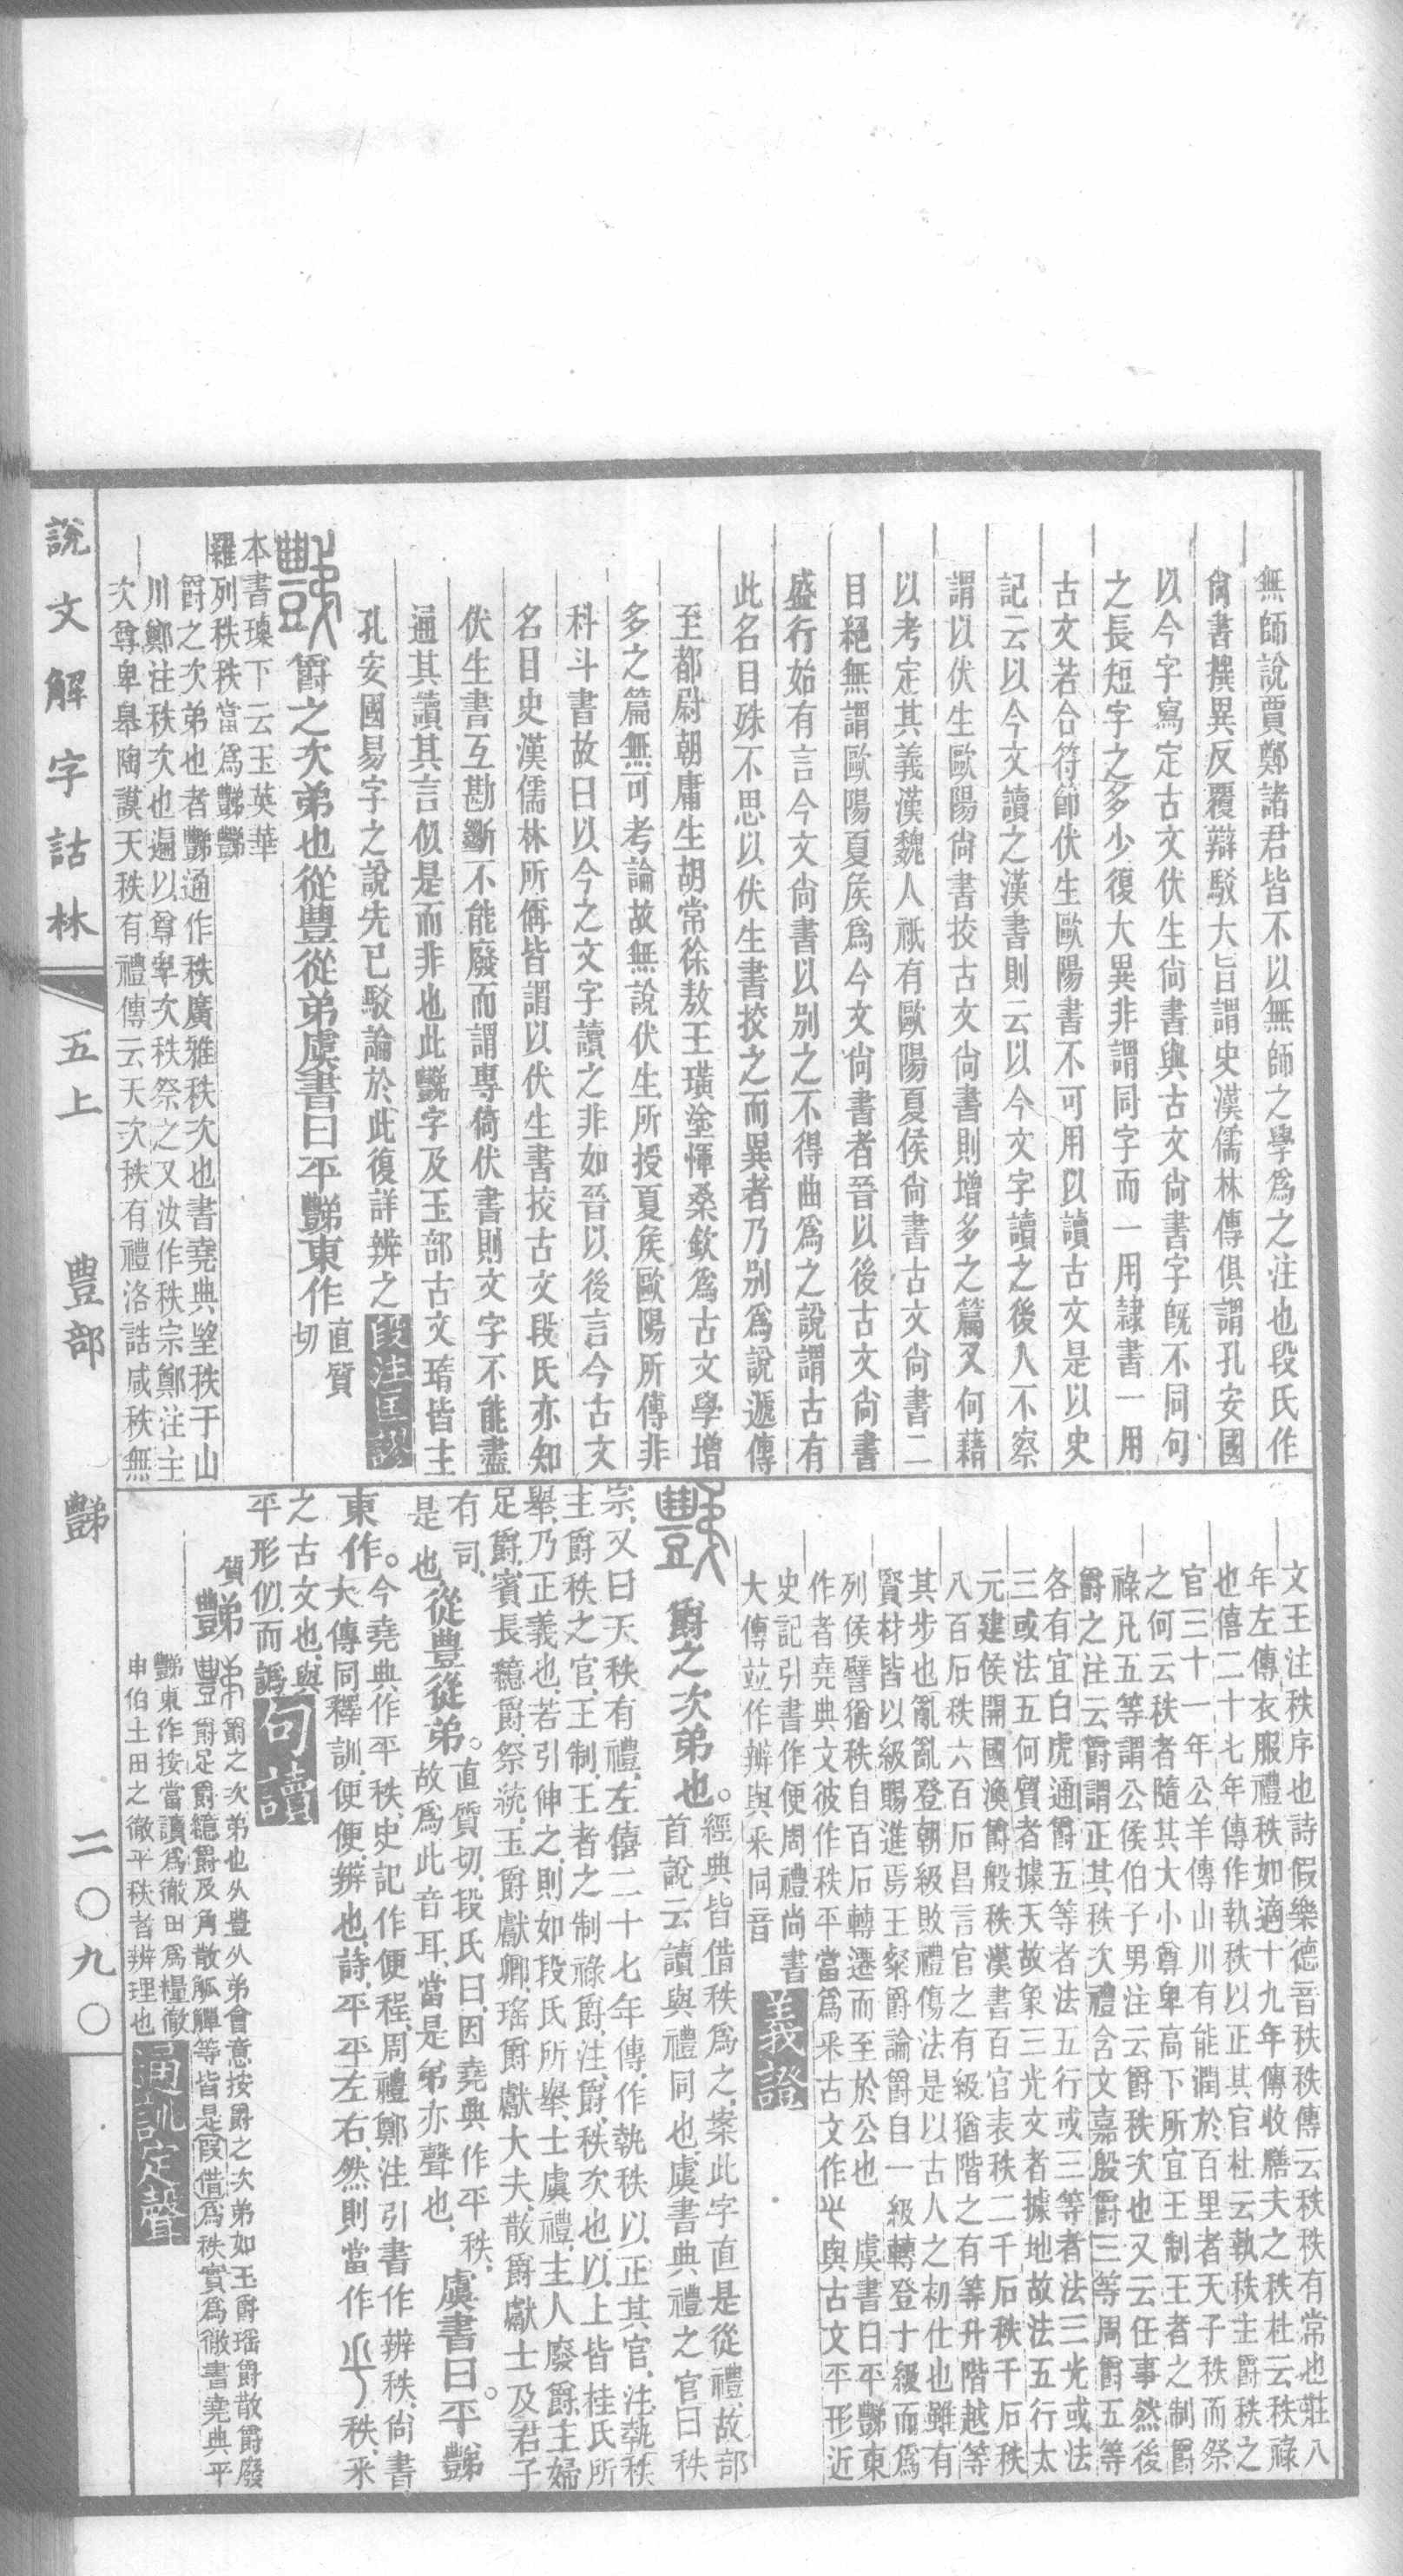 無師說賈鄭諸君皆不以無師之學爲之注也段氏作
尙書撰異反覆辯駁大旨謂史漢儒林傳俱謂孔安國
以今字寫定古文伏生尙書與古文尙書字旣不同句
之長短字之多少復大異非謂同字而一用隷書一用
古文若合符節伏生歐陽書不可用以讀古文是以史
記云以今文讀之漢書則云以今文字讀之後人不察
謂以伏生歐陽尙書挍古文尙書則增多之篇又何藉
以考定其義漢魏人祇有歐陽夏侯尙書古文尙書二
目絕無謂歐陽夏矦爲今文尙書者晉以後古文尙書
盛行始有言今文尙書以別之不得曲爲之說謂古有
此名目殊不思以伏生書挍之而異者乃別爲說遞傳
至都尉朝庸生胡常徐敖王璜塗惲桑欽爲古文學增
多之篇無可考論故無說伏生所授夏矦歐陽所傳非
科斗書故曰以今之文字讀之非如晉以後言今古文
名目史漢儒林所偁皆謂以伏生書挍古文段氏亦知
伏生書互勘斷不能廢而謂專倚伏書則文字不能盡
通其讀其言似是而非也此豑字及玉部古文瑇皆主
孔安國易字之說先已駁論於此復詳辨之 段注匡謬
豑 爵之次弟也從豐從弟虞書曰平豑東作 直質切
本書瑮下云玉英華
羅列秩秩當爲豑豑
爵之次弟也者豑通作秩廣雅秩次也書堯典望秩于山
川鄭注秩次也遍以尊卑次秩祭之又汝作秩宗鄭注主
次尊卑皋陶謨天秩有禮傳云天次秩有禮洛誥咸秩無
文王注秩序也詩假樂德音秩秩傳云秩秩有常也莊八
年左傳衣服禮秩如適十九年傳收膳夫之秩杜云秩祿
也僖二十七年傳作執秩以正其官杜云執秩主爵秩之
官三十一年公羊傳山川有能潤於百里者天子秩而祭
之何云秩者隨其大小尊卑高下所宜王制王者之制爵
祿凡五等謂公侯伯子男注云爵秩次也又云任事然後
爵之注云爵謂正其秩次禮含文嘉殷爵三等周爵五等
各有宜白虎通爵五等者法五行或三等者法三光或法
三或法五何質者據天故象三光文者據地故法五行太
元建侯開國渙爵般秩漢書百官表秩二千石秩千石秩
八百石秩六百石昌言官之有級猶階之有等升階越等
其步也亂亂登朝級敗禮傷法是以古人之初仕也雖有
賢材皆以級賜進焉王粲爵論爵自一級轉登十級而爲
列侯譬猶秩自百石轉遷而至於公也 虞書曰平豑東
作者堯典文彼作秩平當爲釆古文作𠀬與古文平形近
史記引書作便周禮尙書
大傳竝作辨與釆同音 義證
豑 爵之次弟也。經典皆借秩爲之案此字直是從禮故部
首說云讀與禮同也虞書典禮之官曰秩
宗又曰天秩有禮左僖二十七年傳作執秩以正其官注執秩
主爵秩之官王制王者之制祿爵注爵秩次也以上皆桂氏所
舉乃正義也若引伸之則如段氏所舉士虞禮主人廢爵主婦
足爵賓長繶爵祭統玉爵獻卿瑤爵獻大夫散爵獻士及君子
有司
是也 從豐從弟。直質切段氏曰因堯典作平秩
故爲此音耳當是弟亦聲也 虞書曰平豑
東作。今堯典作平秩史記作便程周禮鄭注引書作辨秩尙書
大傳同釋訓便便辨也詩平平左右然則當作秩釆
之古文也與
平形似而譌 句讀
質 豑 爵之次弟也从豐从弟會意按爵之次弟如玉爵瑤爵散爵廢
爵足爵繶爵及角散觚觶等皆是叚借爲秩實爲徹書堯典平
豑東作按當讀爲徹田爲糧徹
申伯土田之徹平秩者辨理也 通訓定聲
說文解字詁林 五上 豐部 豑 二〇九〇